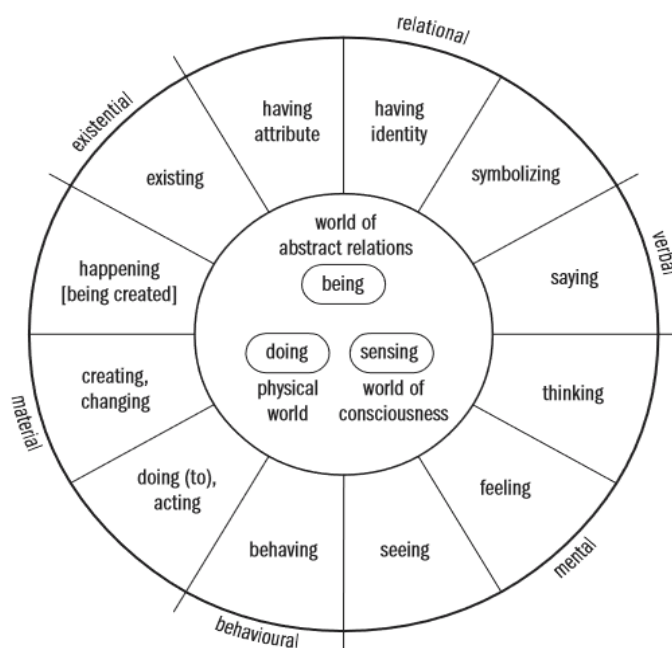 relational
existential
having
attribute
having
identity
existing
symbolizing
verbal
world of
abstract relations
being
happening
[being created]
saying
doing
sensing
physical
world
world of
consciousness
creating,
changing
thinking
material
doing (to),
acting
feeling
behaving
seeing
mental
behavioural